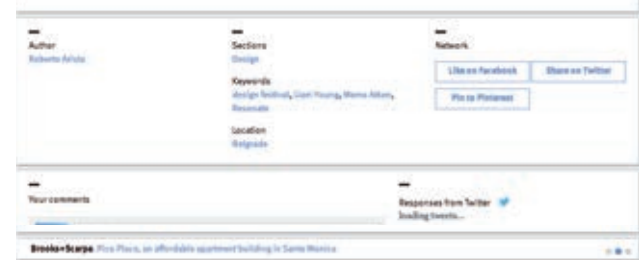 Author
Roberto Arista
Sections
Design
Keywords
design festival, Liam Young, Memo Akten,
Resonate
Location
Belgrade
Network
Like on Facebook
Share on Twitter
Pin to Pinterest
Your comments
Responses from Twitter
loading tweets...
Brooks+Scarpa Pico Place, an affordable apartment building in Santa Monica